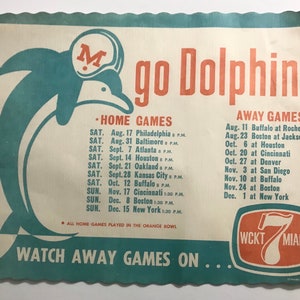 M
go Dolphin
HOME GAMES
SAT. Aug. 17 Philadelphia 8 P.M.
SAT. Aug. 31 Baltimore 8 P.M.
SAT. Sept. 7 Atlanta 8 P.M.
SAT. Sept. 14 Houston 8 P.M.
SAT. Sept. 21 Oakland 8 P.M.
SAT. Sept. 28 Kansas City 8 P.M.
SAT. Oct. 12 Buffalo 8 P.M.
SUN. Nov. 17 Cincinnati 1:30 P.M.
SUN. Dec. 8 Boston 1:30 P.M.
SUN. Dec. 15 New York 1:30 P.M.
ALL HOME GAMES PLAYED IN THE ORANGE BOWL
AWAY GAMES
Aug. 11 Buffalo at Roche
Aug. 23 Boston at Jackso
Oct. 6 at Houston
Oct. 20 at Cincinnati
Oct. 27 at Denver
Nov. 3 at San Diego
Nov. 10 at Buffalo
Nov. 24 at Boston
Dec. 1 at New York
WATCH AWAY GAMES ON . . .
WCKT 7 MIA